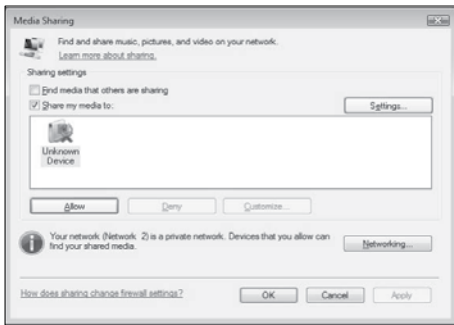 Media Sharing
Find and share music, pictures, and video on your network.
Learn more about sharing.
Sharing settings
Find media that others are sharing
Share my media to:
Settings...
Unknown
Device
Allow
Deny
Customize...
Your network (Network 2) is a private network. Devices that you allow can
find your shared media.
Networking...
How does sharing change firewall settings?
OK
Cancel
Apply